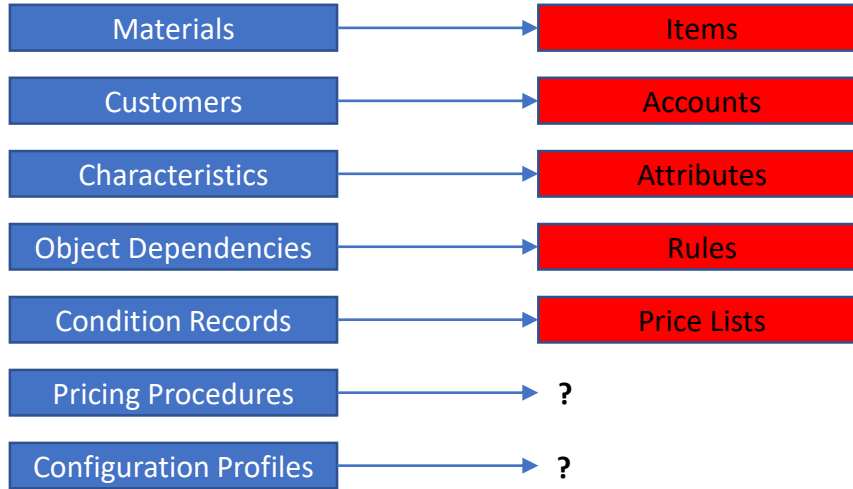 Materials Items
Customers Accounts
Characteristics Attributes
Object Dependencies Rules
Condition Records Price Lists
Pricing Procedures ?
Configuration Profiles ?